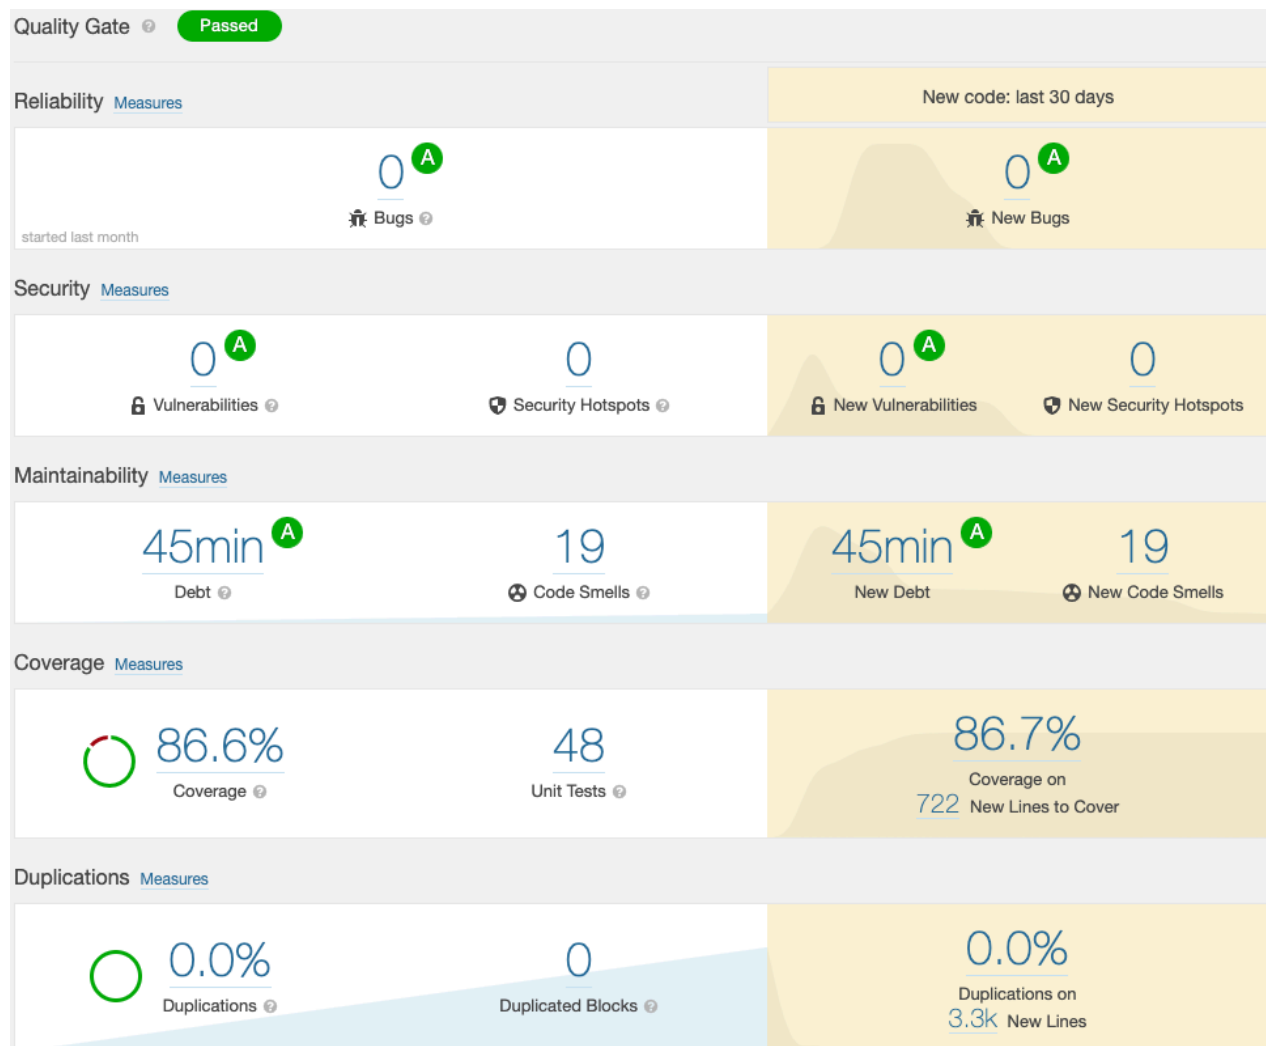 Quality Gate Passed
New code: last 30 days
Reliability Measures
0 A 0 A
Bugs New Bugs
started last month
Security Measures
0 A 0 0 A 0
Vulnerabilities Security Hotspots New Vulnerabilities New Security Hotspots
Maintainability Measures
45min A 19 45min A 19
Debt Code Smells New Debt New Code Smells
Coverage Measures
86.6% 48 86.7%
Coverage Unit Tests Coverage on
722 New Lines to Cover
Duplications Measures
0.0% 0 0.0%
Duplications Duplicated Blocks Duplications on
3.3k New Lines